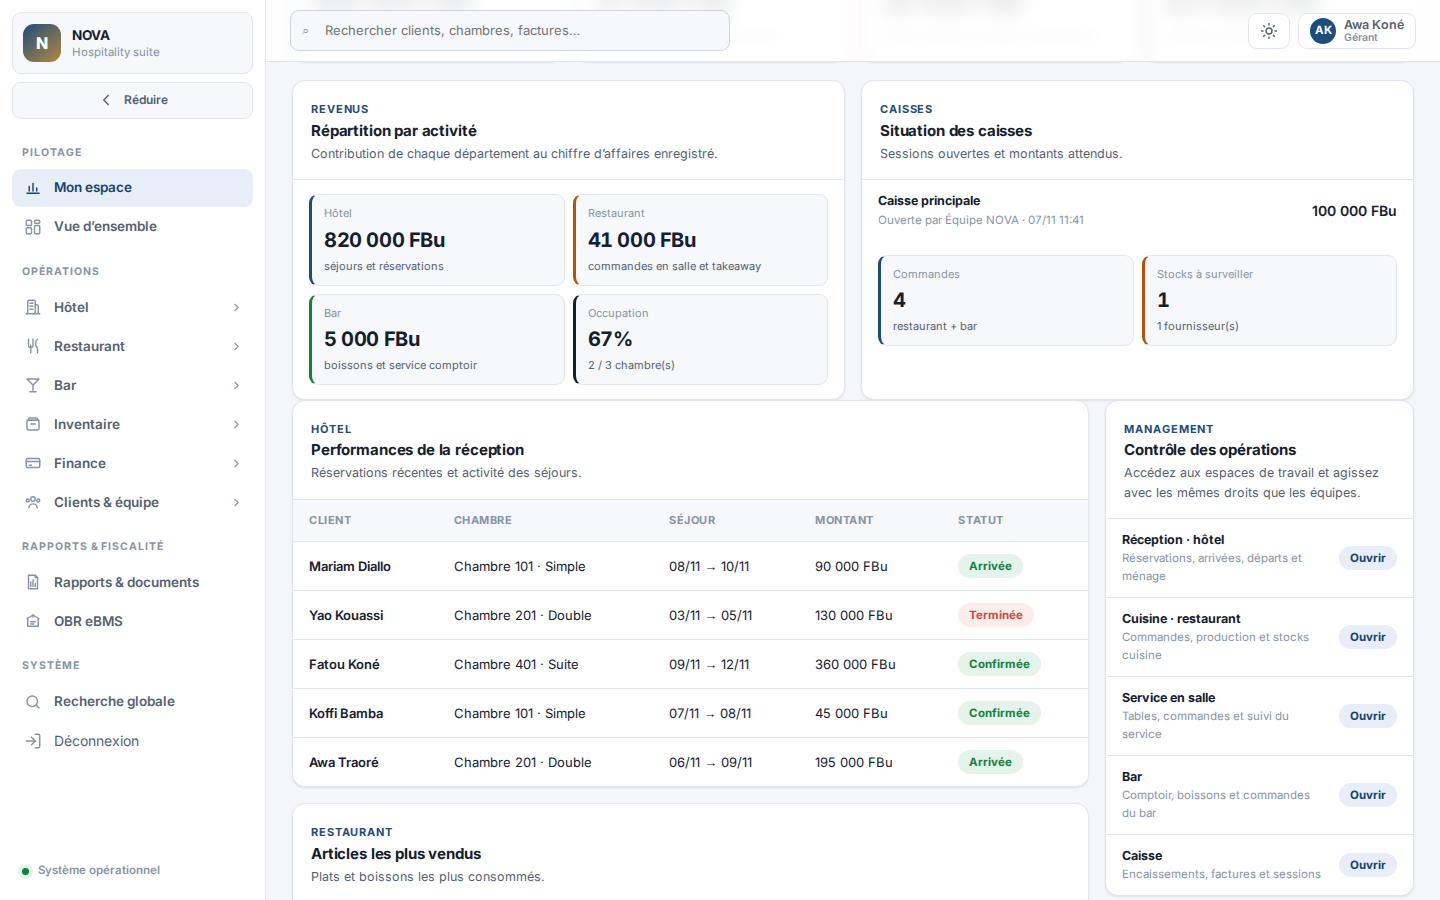 N
NOVA
Hospitality suite
Réduire
PILOTAGE
Mon espace
Vue d’ensemble
OPÉRATIONS
Hôtel
Restaurant
Bar
Inventaire
Finance
Clients & équipe
RAPPORTS & FISCALITÉ
Rapports & documents
OBR eBMS
SYSTÈME
Recherche globale
Déconnexion
Système opérationnel
Rechercher clients, chambres, factures...
AK
Awa Koné
Gérant
REVENUS
Répartition par activité
Contribution de chaque département au chiffre d’affaires enregistré.
Hôtel
820 000 FBu
séjours et réservations
Restaurant
41 000 FBu
commandes en salle et takeaway
Bar
5 000 FBu
boissons et service comptoir
Occupation
67%
2 / 3 chambre(s)
CAISSES
Situation des caisses
Sessions ouvertes et montants attendus.
Caisse principale
Ouverte par Équipe NOVA · 07/11 11:41
100 000 FBu
Commandes
4
restaurant + bar
Stocks à surveiller
1
1 fournisseur(s)
HÔTEL
Performances de la réception
Réservations récentes et activité des séjours.
CLIENT CHAMBRE SÉJOUR MONTANT STATUT
Mariam Diallo Chambre 101 · Simple 08/11 → 10/11 90 000 FBu Arrivée
Yao Kouassi Chambre 201 · Double 03/11 → 05/11 130 000 FBu Terminée
Fatou Koné Chambre 401 · Suite 09/11 → 12/11 360 000 FBu Confirmée
Koffi Bamba Chambre 101 · Simple 07/11 → 08/11 45 000 FBu Confirmée
Awa Traoré Chambre 201 · Double 06/11 → 09/11 195 000 FBu Arrivée
RESTAURANT
Articles les plus vendus
Plats et boissons les plus consommés.
MANAGEMENT
Contrôle des opérations
Accédez aux espaces de travail et agissez
avec les mêmes droits que les équipes.
Réception · hôtel
Réservations, arrivées, départs et
ménage
Ouvrir
Cuisine · restaurant
Commandes, production et stocks
cuisine
Ouvrir
Service en salle
Tables, commandes et suivi du
service
Ouvrir
Bar
Comptoir, boissons et commandes
du bar
Ouvrir
Caisse
Encaissements, factures et sessions
Ouvrir